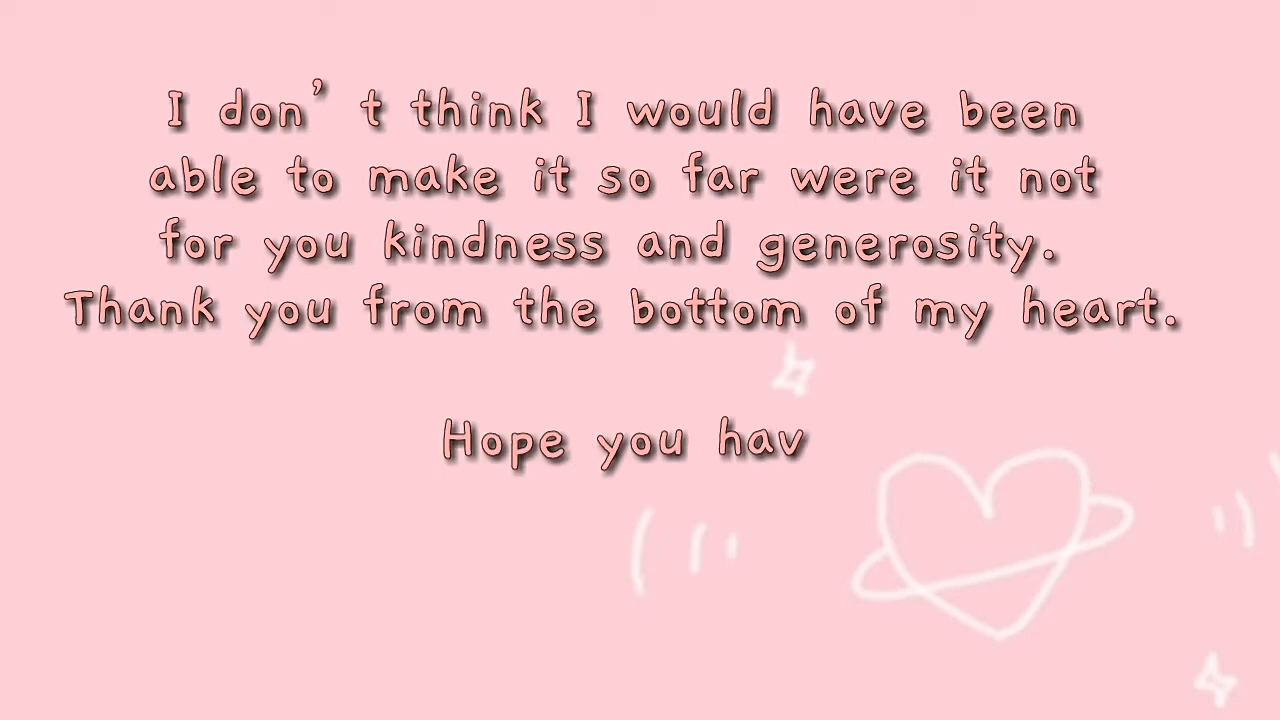 I don’t think I would have been
able to make it so far were it not
for you kindness and generosity.
Thank you from the bottom of my heart.
Hope you hav